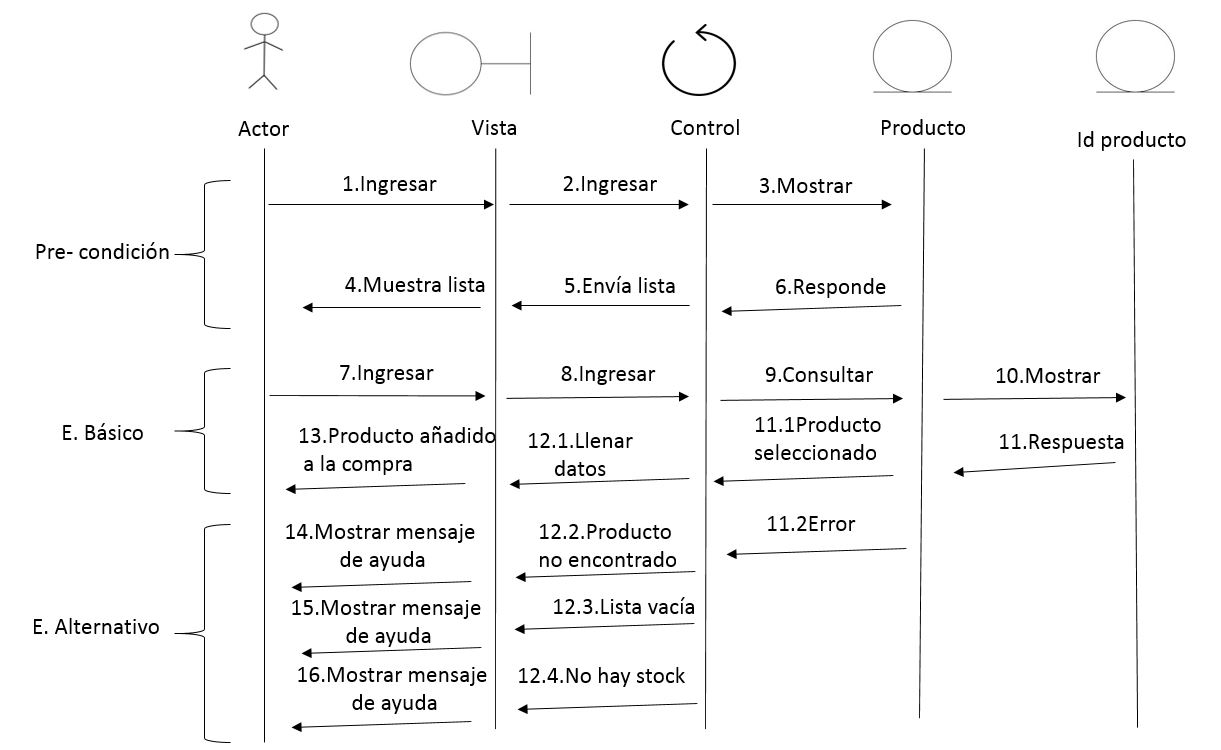 Actor
Vista
Control
Producto
Id producto
Pre- condición
1.Ingresar
2.Ingresar
3.Mostrar
4.Muestra lista
5.Envía lista
6.Responde
E. Básico
7.Ingresar
8.Ingresar
9.Consultar
10.Mostrar
13.Producto añadido
a la compra
12.1.Llenar
datos
11.1Producto
seleccionado
11.Respuesta
E. Alternativo
14.Mostrar mensaje
de ayuda
12.2.Producto
no encontrado
11.2Error
15.Mostrar mensaje
de ayuda
12.3.Lista vacía
16.Mostrar mensaje
de ayuda
12.4.No hay stock